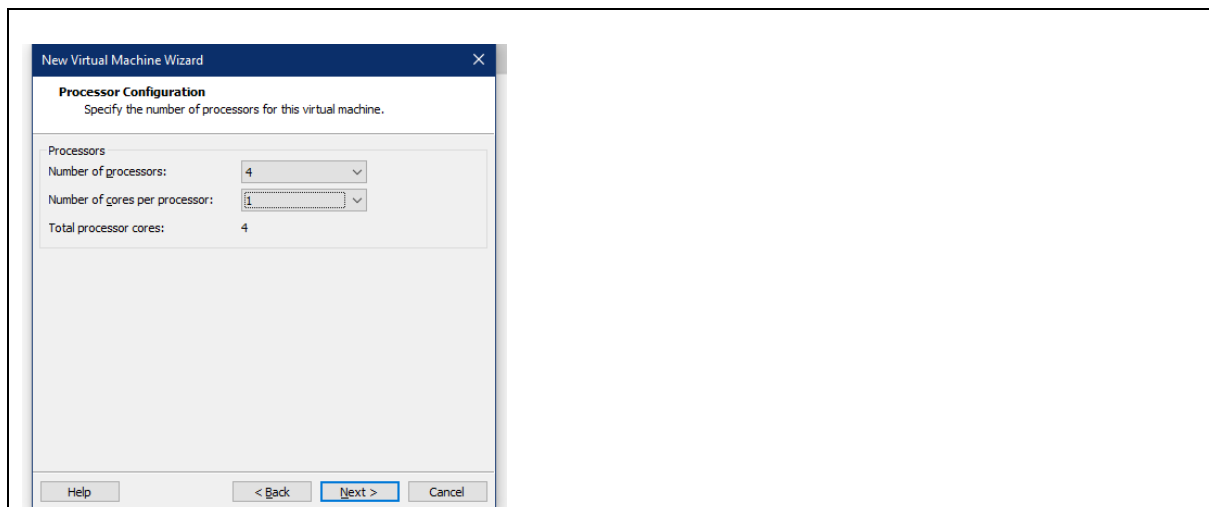 New Virtual Machine Wizard
Processor Configuration
Specify the number of processors for this virtual machine.
Processors
Number of processors: 4
Number of cores per processor: 1
Total processor cores: 4
Help < Back Next > Cancel